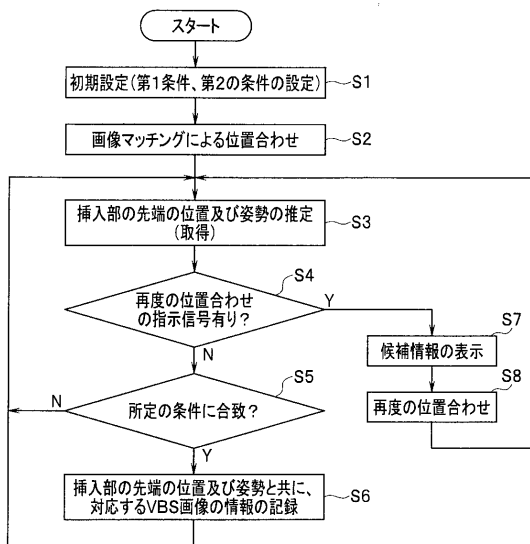 スタート
初期設定(第1条件、第2の条件の設定)
S1
画像マッチングによる位置合わせ
S2
挿入部の先端の位置及び姿勢の推定
(取得)
S3
S4
再度の位置合わせ
の指示信号有り?
Y
N
S7
候補情報の表示
S8
再度の位置合わせ
S5
所定の条件に合致?
N
Y
挿入部の先端の位置及び姿勢と共に、
対応するVBS画像の情報の記録
S6